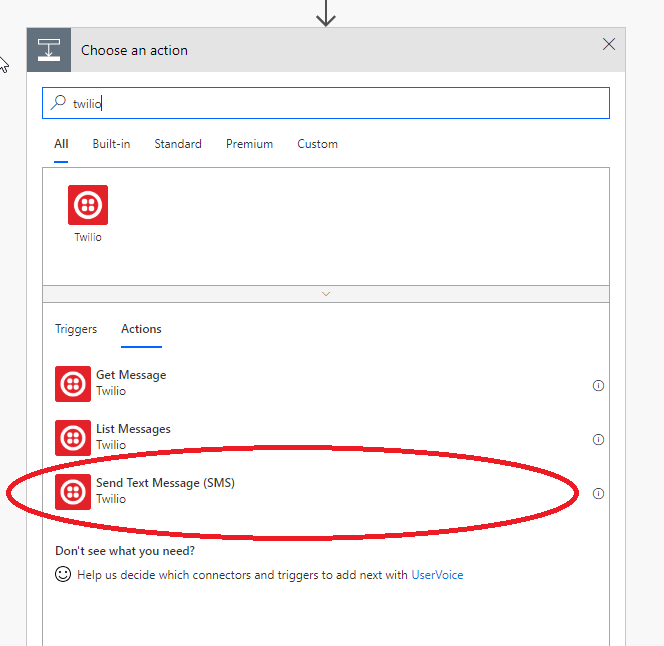 Choose an action
twilio
All Built-in Standard Premium Custom
Twilio
Triggers Actions
Get Message
Twilio
List Messages
Twilio
Send Text Message (SMS)
Twilio
Don't see what you need?
Help us decide which connectors and triggers to add next with UserVoice